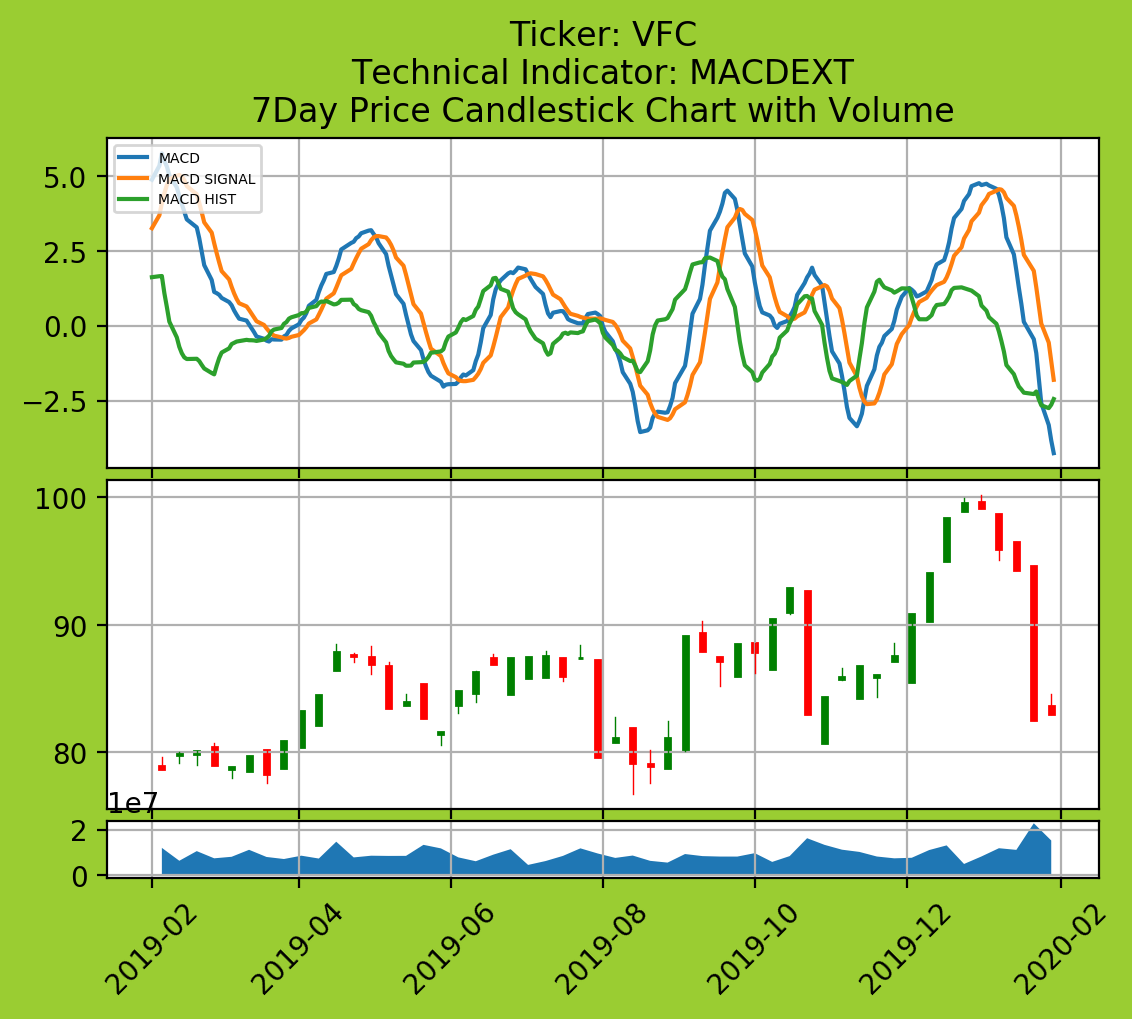 Ticker: VFC
Technical Indicator: MACDEXT
7Day Price Candlestick Chart with Volume
MACD
MACD SIGNAL
MACD HIST
5.0
2.5
0.0
−2.5
100
90
80
1e7
2
0
2019-02
2019-04
2019-06
2019-08
2019-10
2019-12
2020-02